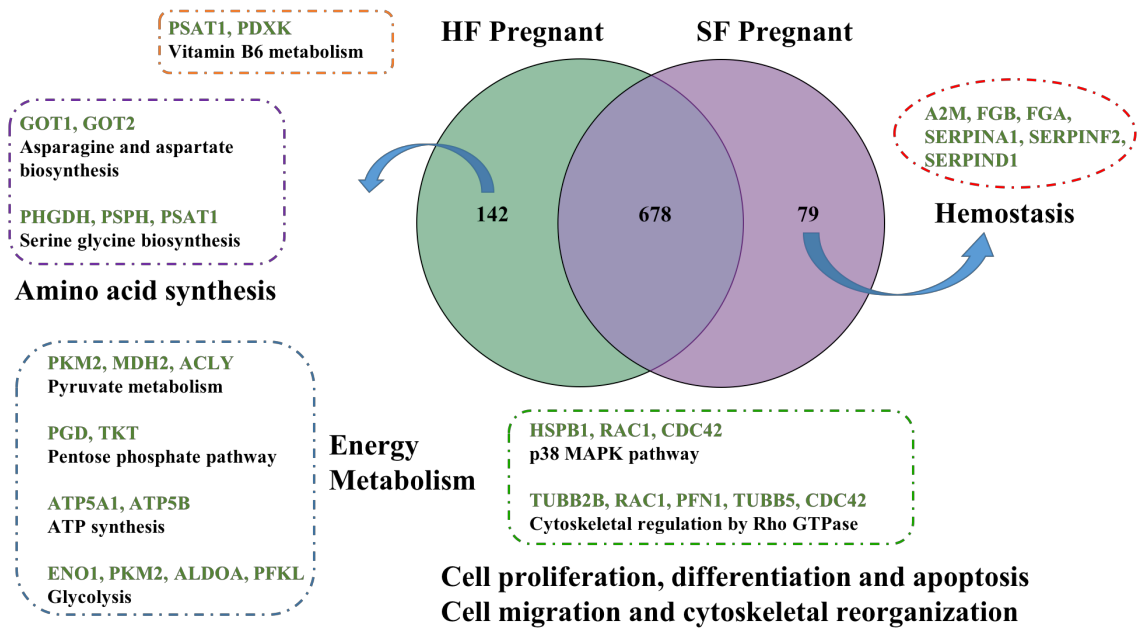 PSAT1, PDXK
Vitamin B6 metabolism
HF Pregnant
SF Pregnant
GOT1, GOT2
Asparagine and aspartate
biosynthesis
PHGDH, PSPH, PSAT1
Serine glycine biosynthesis
Amino acid synthesis
142
678
79
A2M, FGB, FGA,
SERPINA1, SERPINF2,
SERPIND1
Hemostasis
PKM2, MDH2, ACLY
Pyruvate metabolism
PGD, TKT
Pentose phosphate pathway
ATP5A1, ATP5B
ATP synthesis
ENO1, PKM2, ALDOA, PFKL
Glycolysis
Energy
Metabolism
HSPB1, RAC1, CDC42
p38 MAPK pathway
TUBB2B, RAC1, PFN1, TUBB5, CDC42
Cytoskeletal regulation by Rho GTPase
Cell proliferation, differentiation and apoptosis
Cell migration and cytoskeletal reorganization